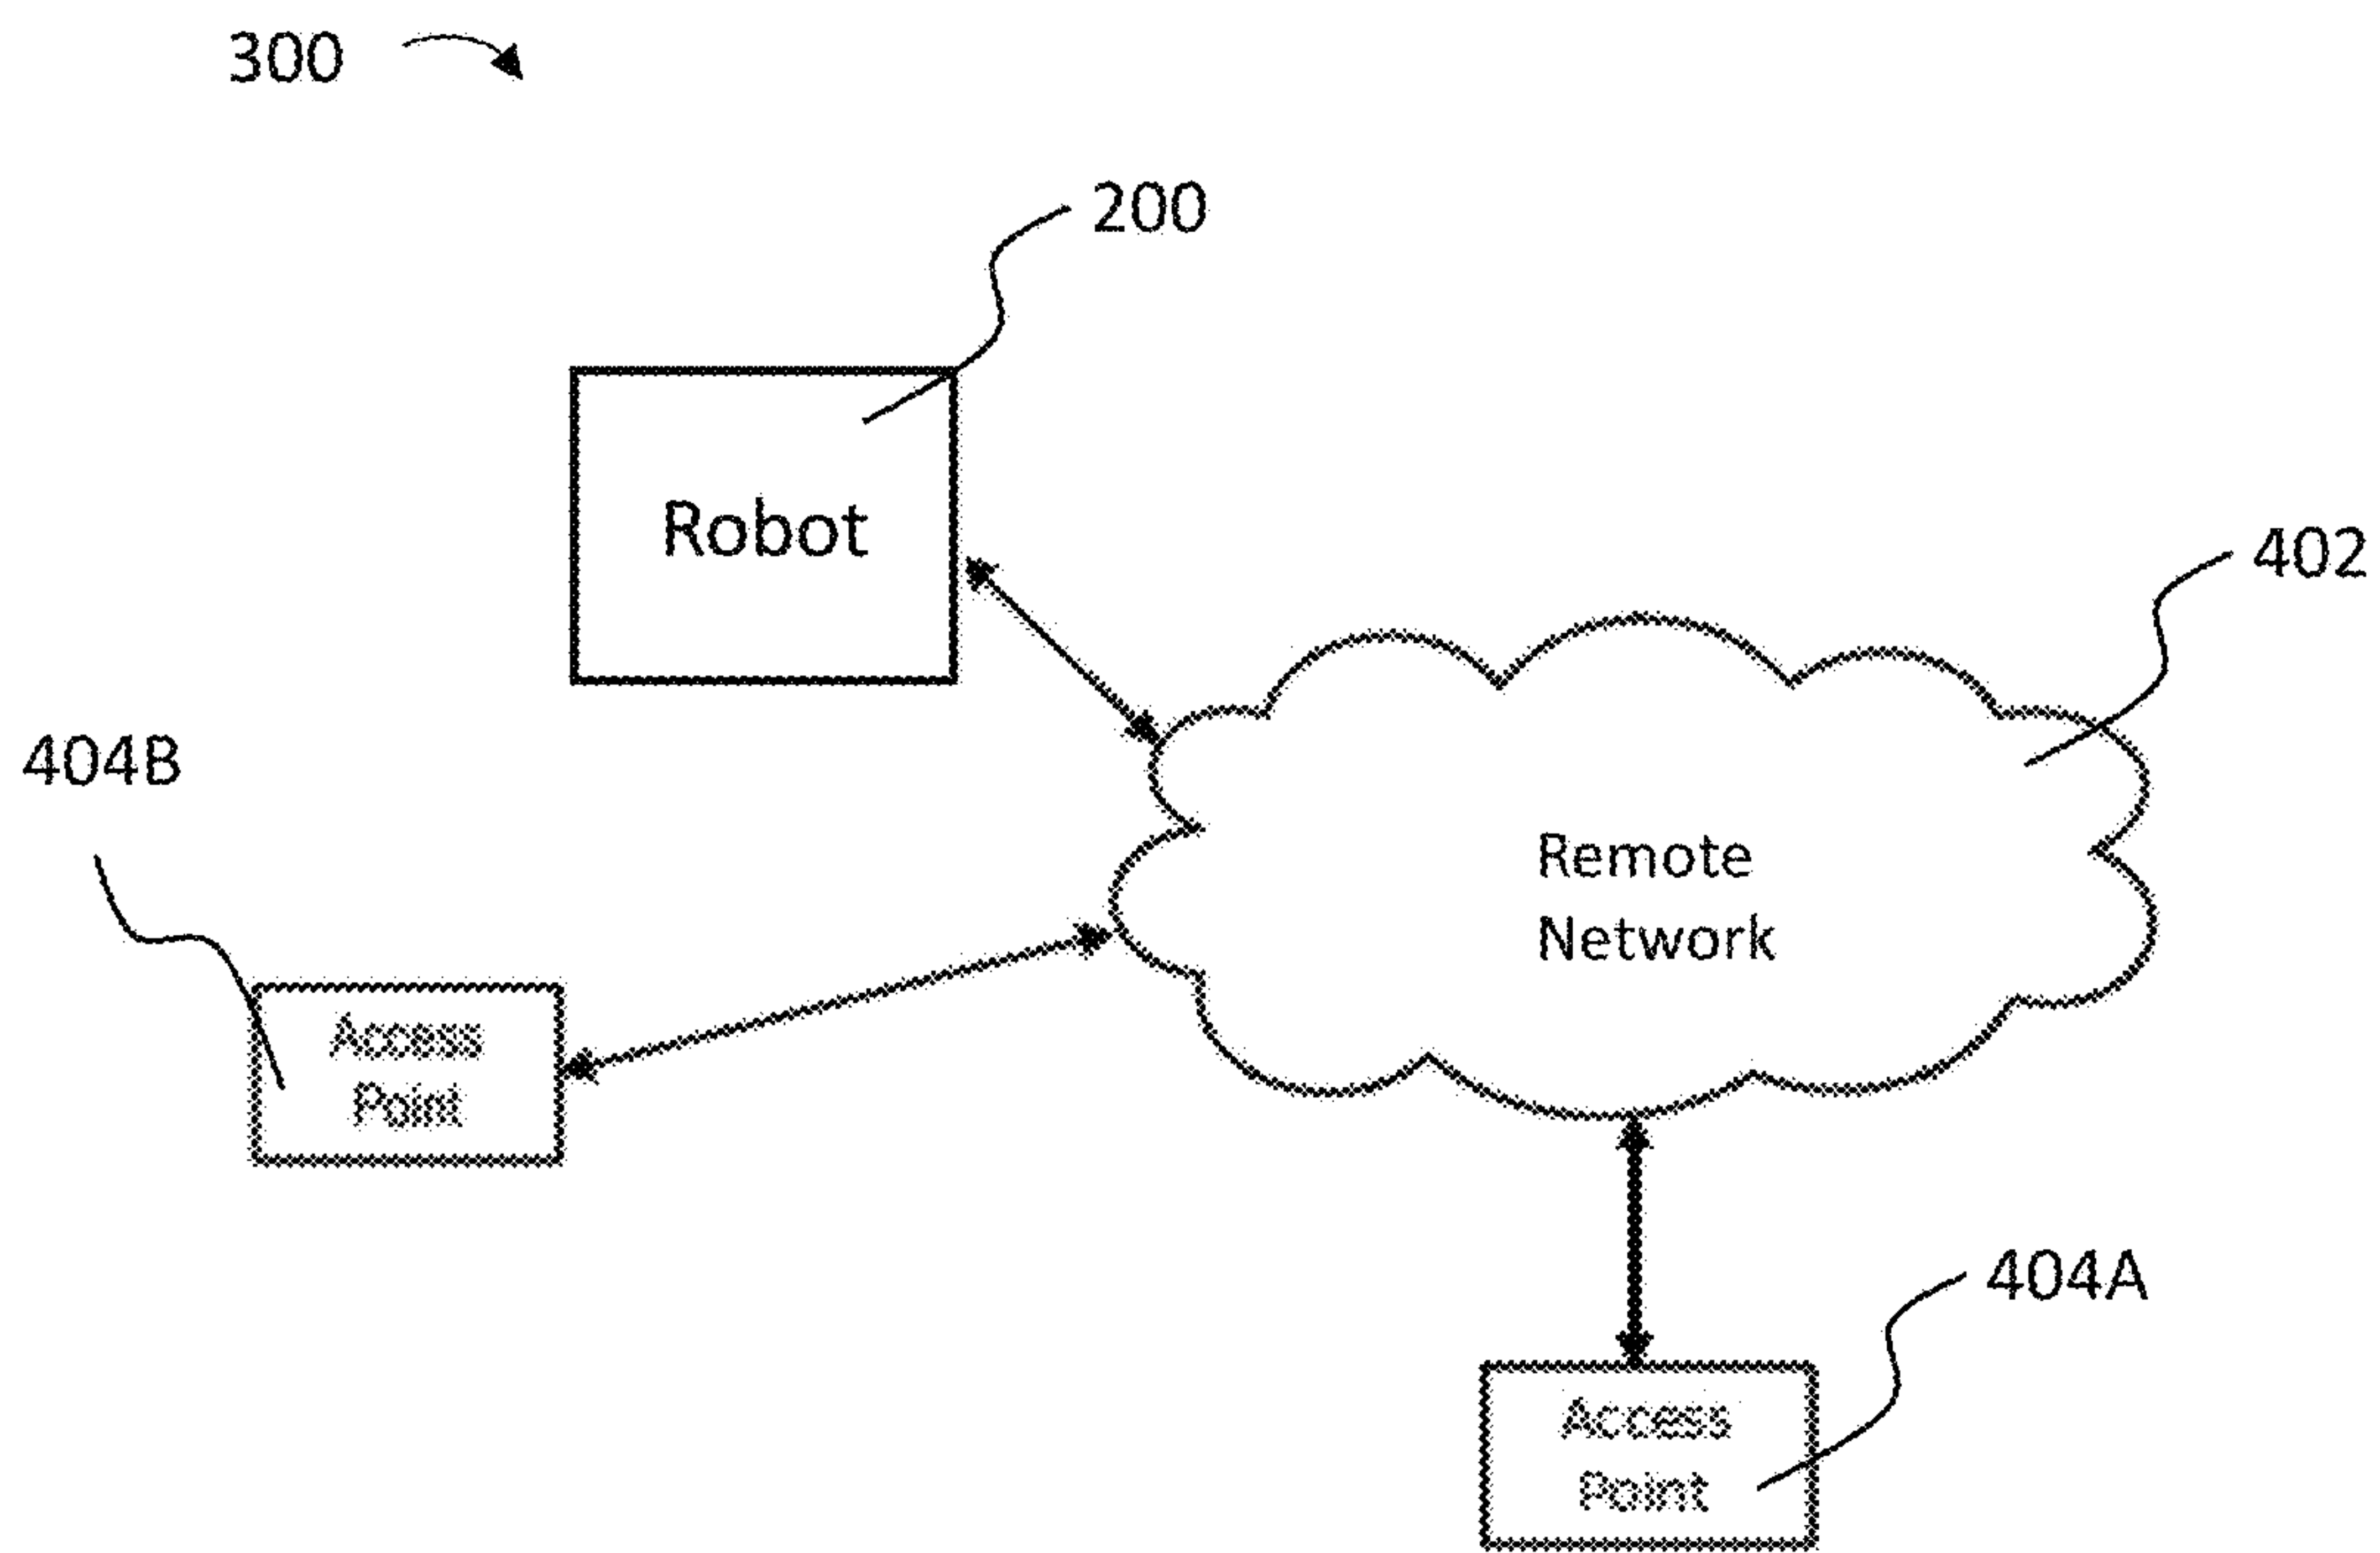 300
200
Robot
402
404B
Remote
Network
Access
Point
404A
Access
Point